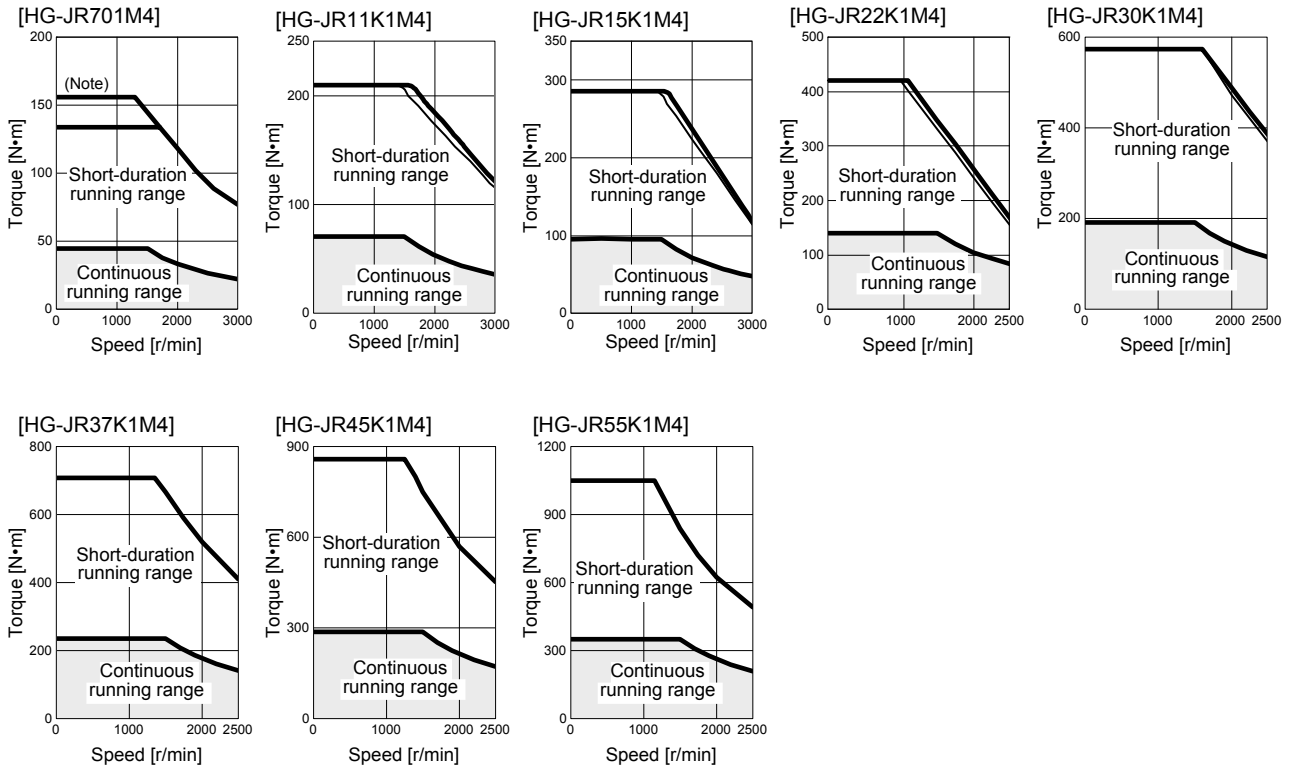 [HG-JR701M4]
200
150
100
50
0
(Note)
Short-duration
running range
Continuous
running range
0 1000 2000 3000
Torque [N•m]
Speed [r/min]
[HG-JR11K1M4]
250
200
100
0
Short-duration
running range
Continuous
running range
0 1000 2000 3000
Torque [N•m]
Speed [r/min]
[HG-JR15K1M4]
350
300
200
100
0
Short-duration
running range
Continuous
running range
0 1000 2000 3000
Torque [N•m]
Speed [r/min]
[HG-JR22K1M4]
500
400
300
200
100
0
Short-duration
running range
Continuous
running range
0 1000 2000 2500
Torque [N•m]
Speed [r/min]
[HG-JR30K1M4]
600
400
200
0
Short-duration
running range
Continuous
running range
0 1000 2000 2500
Torque [N•m]
Speed [r/min]
[HG-JR37K1M4]
800
600
400
200
0
Short-duration
running range
Continuous
running range
0 1000 2000 2500
Torque [N•m]
Speed [r/min]
[HG-JR45K1M4]
900
600
300
0
Short-duration
running range
Continuous
running range
0 1000 2000 2500
Torque [N•m]
Speed [r/min]
[HG-JR55K1M4]
1200
900
600
300
0
Short-duration
running range
Continuous
running range
0 1000 2000 2500
Torque [N•m]
Speed [r/min]